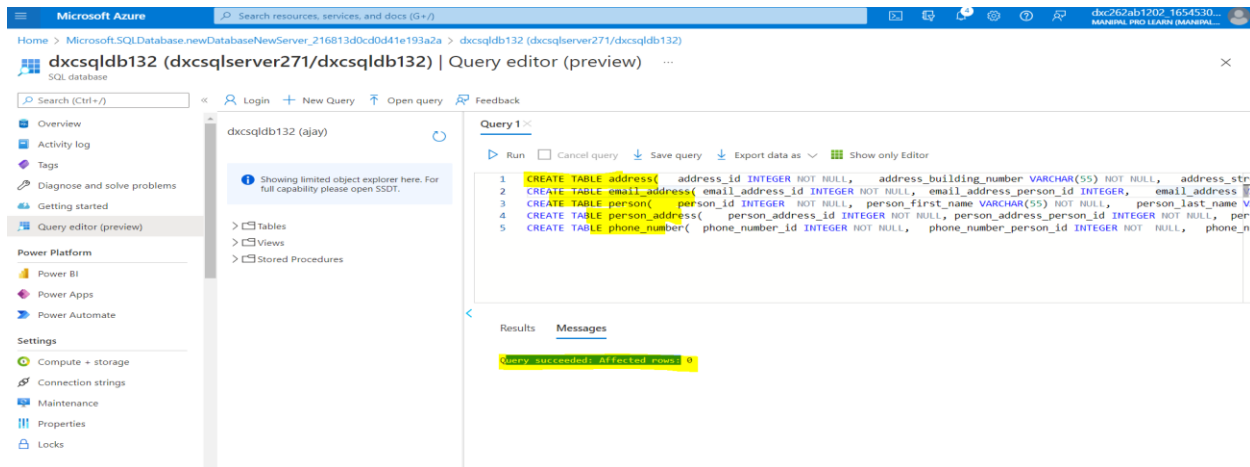 Microsoft Azure
Search resources, services, and docs (G+/)
4
dxc262ab1202_1654530...
MANIPAL PRO LEARN (MANIPAL...
Home > Microsoft.SQLDatabase.newDatabaseNewServer_216813d0cd0d41e193a2a > dxcsqldb132 (dxcsqlserver271/dxcsqldb132)
dxcsqldb132 (dxcsqlserver271/dxcsqldb132) | Query editor (preview) ...
SQL database
Search (Ctrl+/)
Overview
Activity log
Tags
Diagnose and solve problems
Getting started
Query editor (preview)
Power Platform
Power BI
Power Apps
Power Automate
Settings
Compute + storage
Connection strings
Maintenance
Properties
Locks
Login + New Query Open query Feedback
dxcsqldb132 (ajay)
Showing limited object explorer here. For
full capability please open SSDT.
Tables
Views
Stored Procedures
Query 1
Run Cancel query Save query Export data as Show only Editor
1 CREATE TABLE address( address_id INTEGER NOT NULL, address_building_number VARCHAR(55) NOT NULL, address_str
2 CREATE TABLE email_address( email_address_id INTEGER NOT NULL, email_address_person_id INTEGER, email_address
3 CREATE TABLE person( person_id INTEGER NOT NULL, person_first_name VARCHAR(55) NOT NULL, person_last_name V
4 CREATE TABLE person_address( person_address_id INTEGER NOT NULL, person_address_person_id INTEGER NOT NULL, per
5 CREATE TABLE phone_number( phone_number_id INTEGER NOT NULL, phone_number_person_id INTEGER NOT NULL, phone_n
Results Messages
Query succeeded: Affected rows: 0